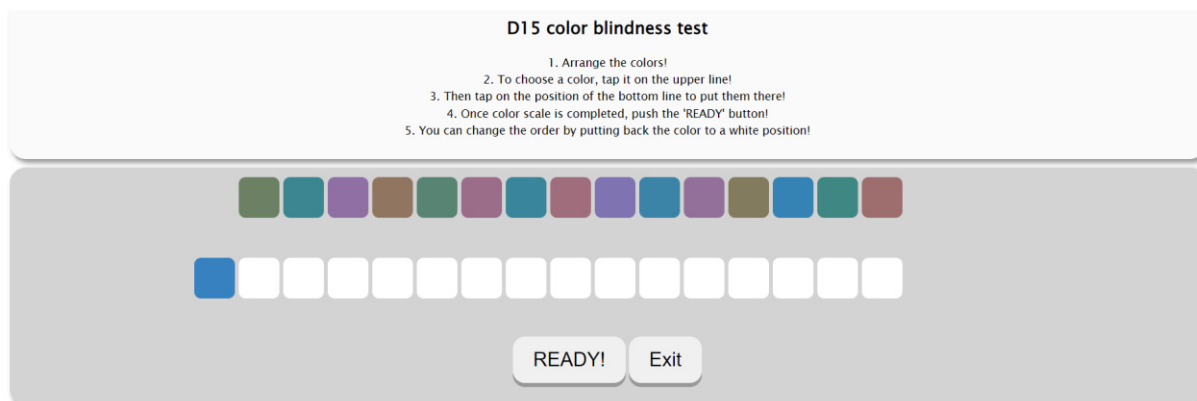 D15 color blindness test
1. Arrange the colors!
2. To choose a color, tap it on the upper line!
3. Then tap on the position of the bottom line to put them there!
4. Once color scale is completed, push the 'READY' button!
5. You can change the order by putting back the color to a white position!
READY! Exit